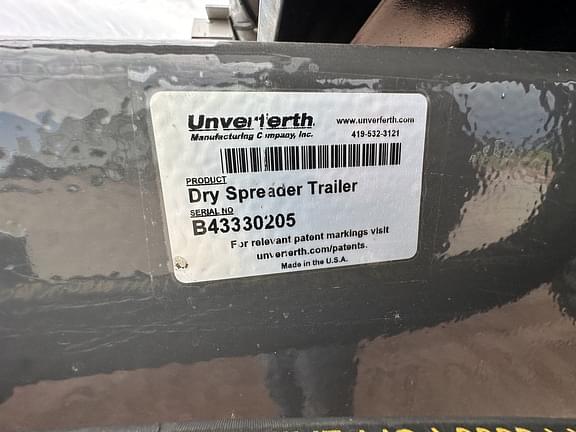 Unverferth
www.unverferth.com
Manufacturing Company, Inc.
419-532-3121
PRODUCT
Dry Spreader Trailer
SERIAL NO
B43330205
For relevant patent markings visit
unverferth.com/patents.
Made in the U.S.A.